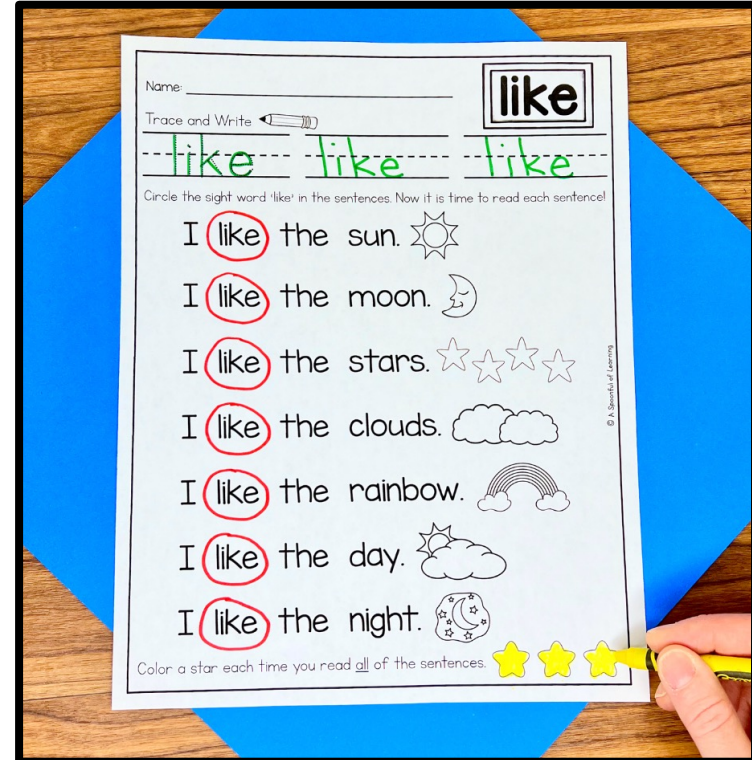 Name:
like
Trace and Write
like like like
Circle the sight word 'like' in the sentences. Now it is time to read each sentence!
I like the sun.
I like the moon.
I like the stars.
I like the clouds.
I like the rainbow.
I like the day.
I like the night.
Color a star each time you read all of the sentences.
© A Spoonful of Learning